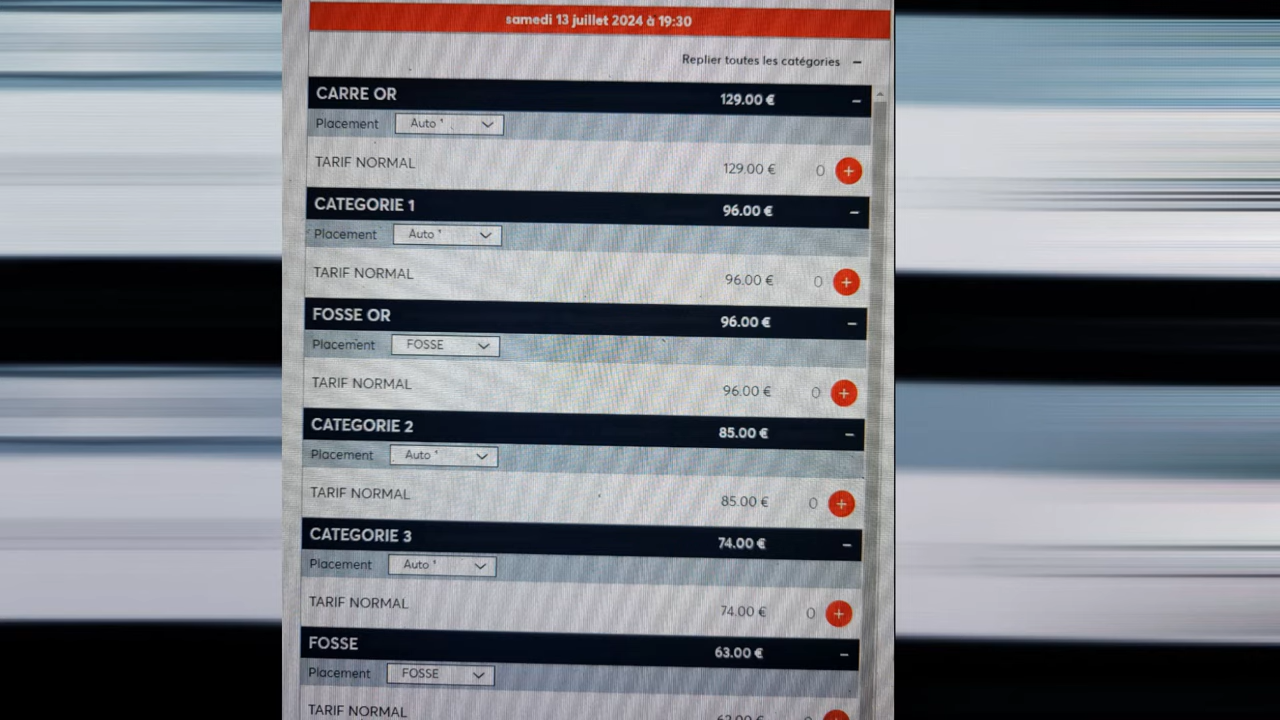 samedi 13 juillet 2024 à 19:30
Replier toutes les catégories –
CARRE OR 129.00 € –
Placement Auto *
TARIF NORMAL 129.00 € 0 +
CATEGORIE 1 96.00 € –
Placement Auto *
TARIF NORMAL 96.00 € 0 +
FOSSE OR 96.00 € –
Placement FOSSE
TARIF NORMAL 96.00 € 0 +
CATEGORIE 2 85.00 € –
Placement Auto *
TARIF NORMAL 85.00 € 0 +
CATEGORIE 3 74.00 € –
Placement Auto *
TARIF NORMAL 74.00 € 0 +
FOSSE 63.00 € –
Placement FOSSE
TARIF NORMAL 63.00 € 0 +